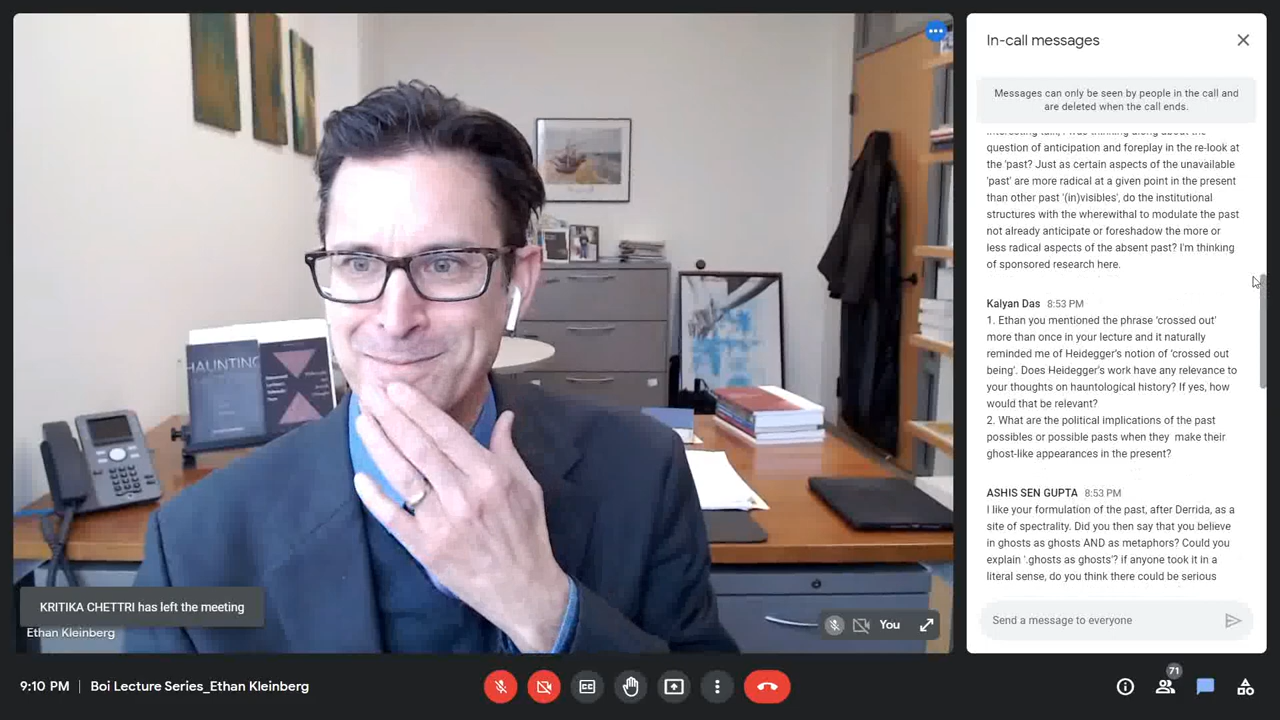 In-call messages
Messages can only be seen by people in the call and
are deleted when the call ends.
interesting talk, I was thinking along about the
question of anticipation and foreplay in the re-look at
the 'past? Just as certain aspects of the unavailable
'past' are more radical at a given point in the present
than other past '(in)visibles', do the institutional
structures with the wherewithal to modulate the past
not already anticipate or foreshadow the more or
less radical aspects of the absent past? I'm thinking
of sponsored research here.
Kalyan Das 8:53 PM
1. Ethan you mentioned the phrase ‘crossed out’
more than once in your lecture and it naturally
reminded me of Heidegger’s notion of ‘crossed out
being’. Does Heidegger’s work have any relevance to
your thoughts on hauntological history? If yes, how
would that be relevant?
2. What are the political implications of the past
possibles or possible pasts when they make their
ghost-like appearances in the present?
ASHIS SEN GUPTA 8:53 PM
I like your formulation of the past, after Derrida, as a
site of spectrality. Did you then say that you believe
in ghosts as ghosts AND as metaphors? Could you
explain '.ghosts as ghosts'? if anyone took it in a
literal sense, do you think there could be serious
Send a message to everyone
HAUNTING
KRITIKA CHETTRI has left the meeting
Ethan Kleinberg
You
9:10 PM | Boi Lecture Series_Ethan Kleinberg
71